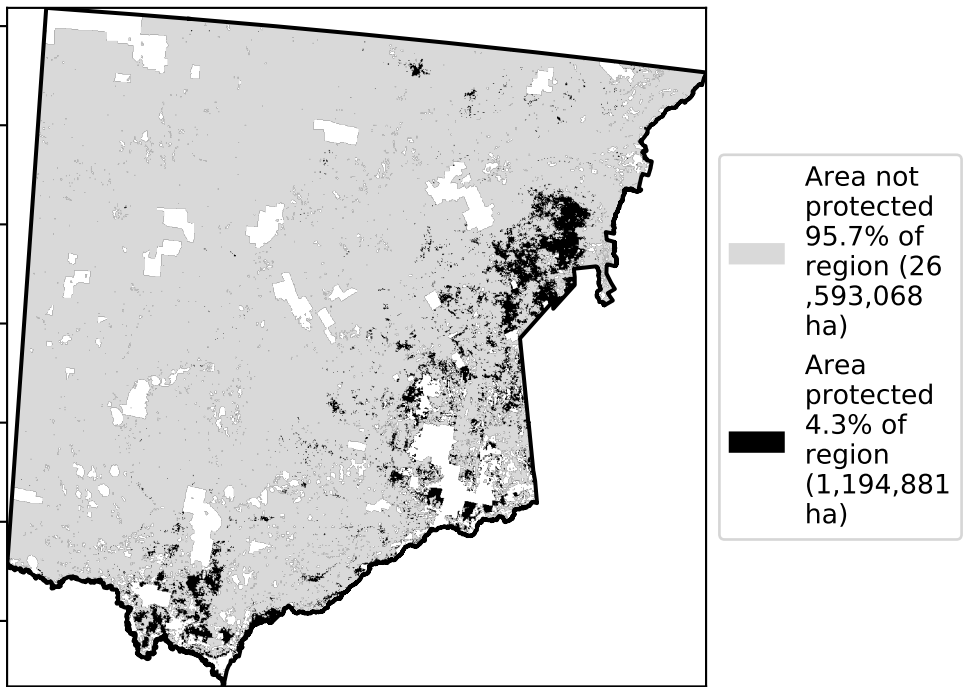 Area not
protected
95.7% of
region (26
,593,068
ha)
Area
protected
4.3% of
region
(1,194,881
ha)